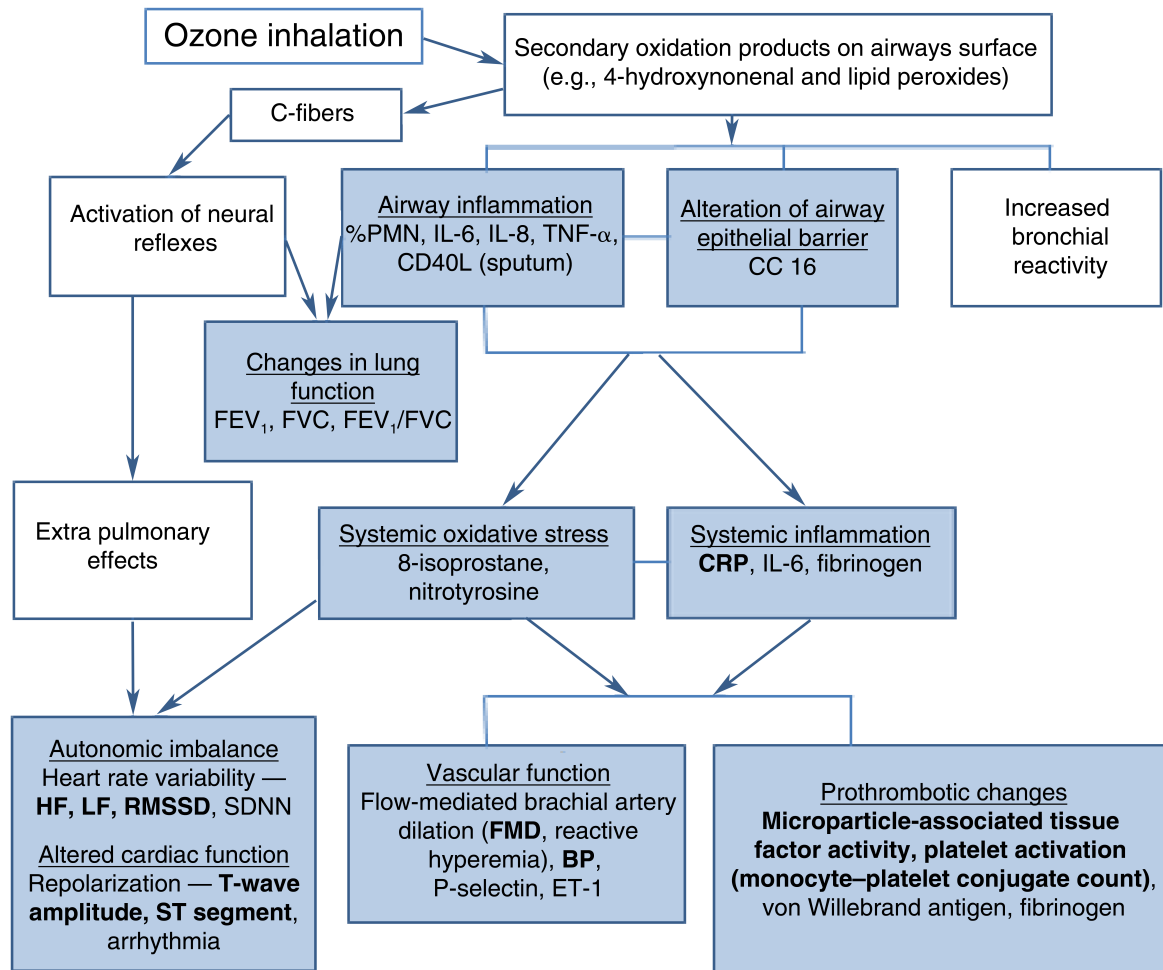 Ozone inhalation
Secondary oxidation products on airways surface
(e.g., 4-hydroxynonenal and lipid peroxides)
C-fibers
Activation of neural
reflexes
Airway inflammation
%PMN, IL-6, IL-8, TNF-α,
CD40L (sputum)
Alteration of airway
epithelial barrier
CC 16
Increased
bronchial
reactivity
Changes in lung
function
FEV₁, FVC, FEV₁/FVC
Extra pulmonary
effects
Systemic oxidative stress
8-isoprostane,
nitrotyrosine
Systemic inflammation
CRP, IL-6, fibrinogen
Autonomic imbalance
Heart rate variability —
HF, LF, RMSSD, SDNN
Altered cardiac function
Repolarization — T-wave
amplitude, ST segment,
arrhythmia
Vascular function
Flow-mediated brachial artery
dilation (FMD, reactive
hyperemia), BP,
P-selectin, ET-1
Prothrombotic changes
Microparticle-associated tissue
factor activity, platelet activation
(monocyte–platelet conjugate count),
von Willebrand antigen, fibrinogen